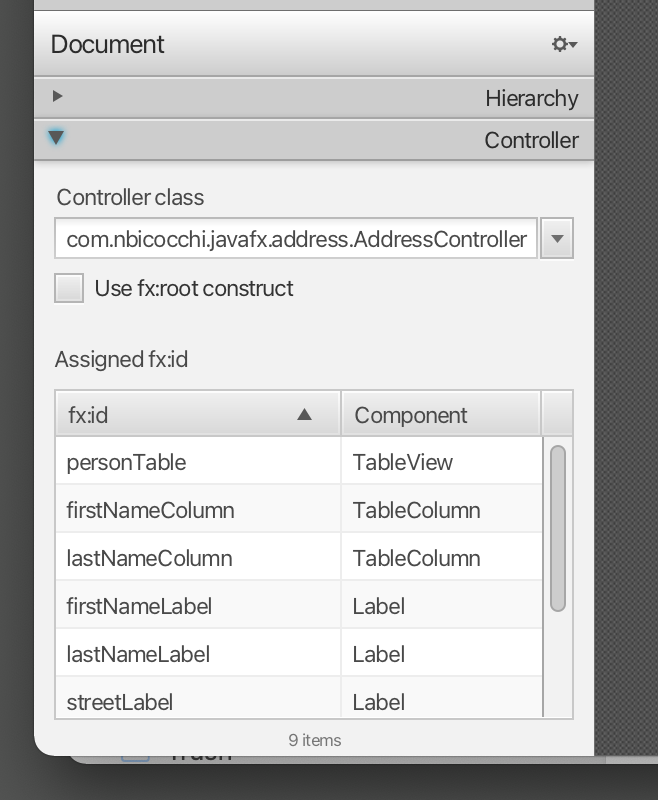 Document
Hierarchy
Controller
Controller class
com.nbicocchi.javafx.address.AddressController
Use fx:root construct
Assigned fx:id
fx:id Component
personTable TableView
firstNameColumn TableColumn
lastNameColumn TableColumn
firstNameLabel Label
lastNameLabel Label
streetLabel Label
9 items